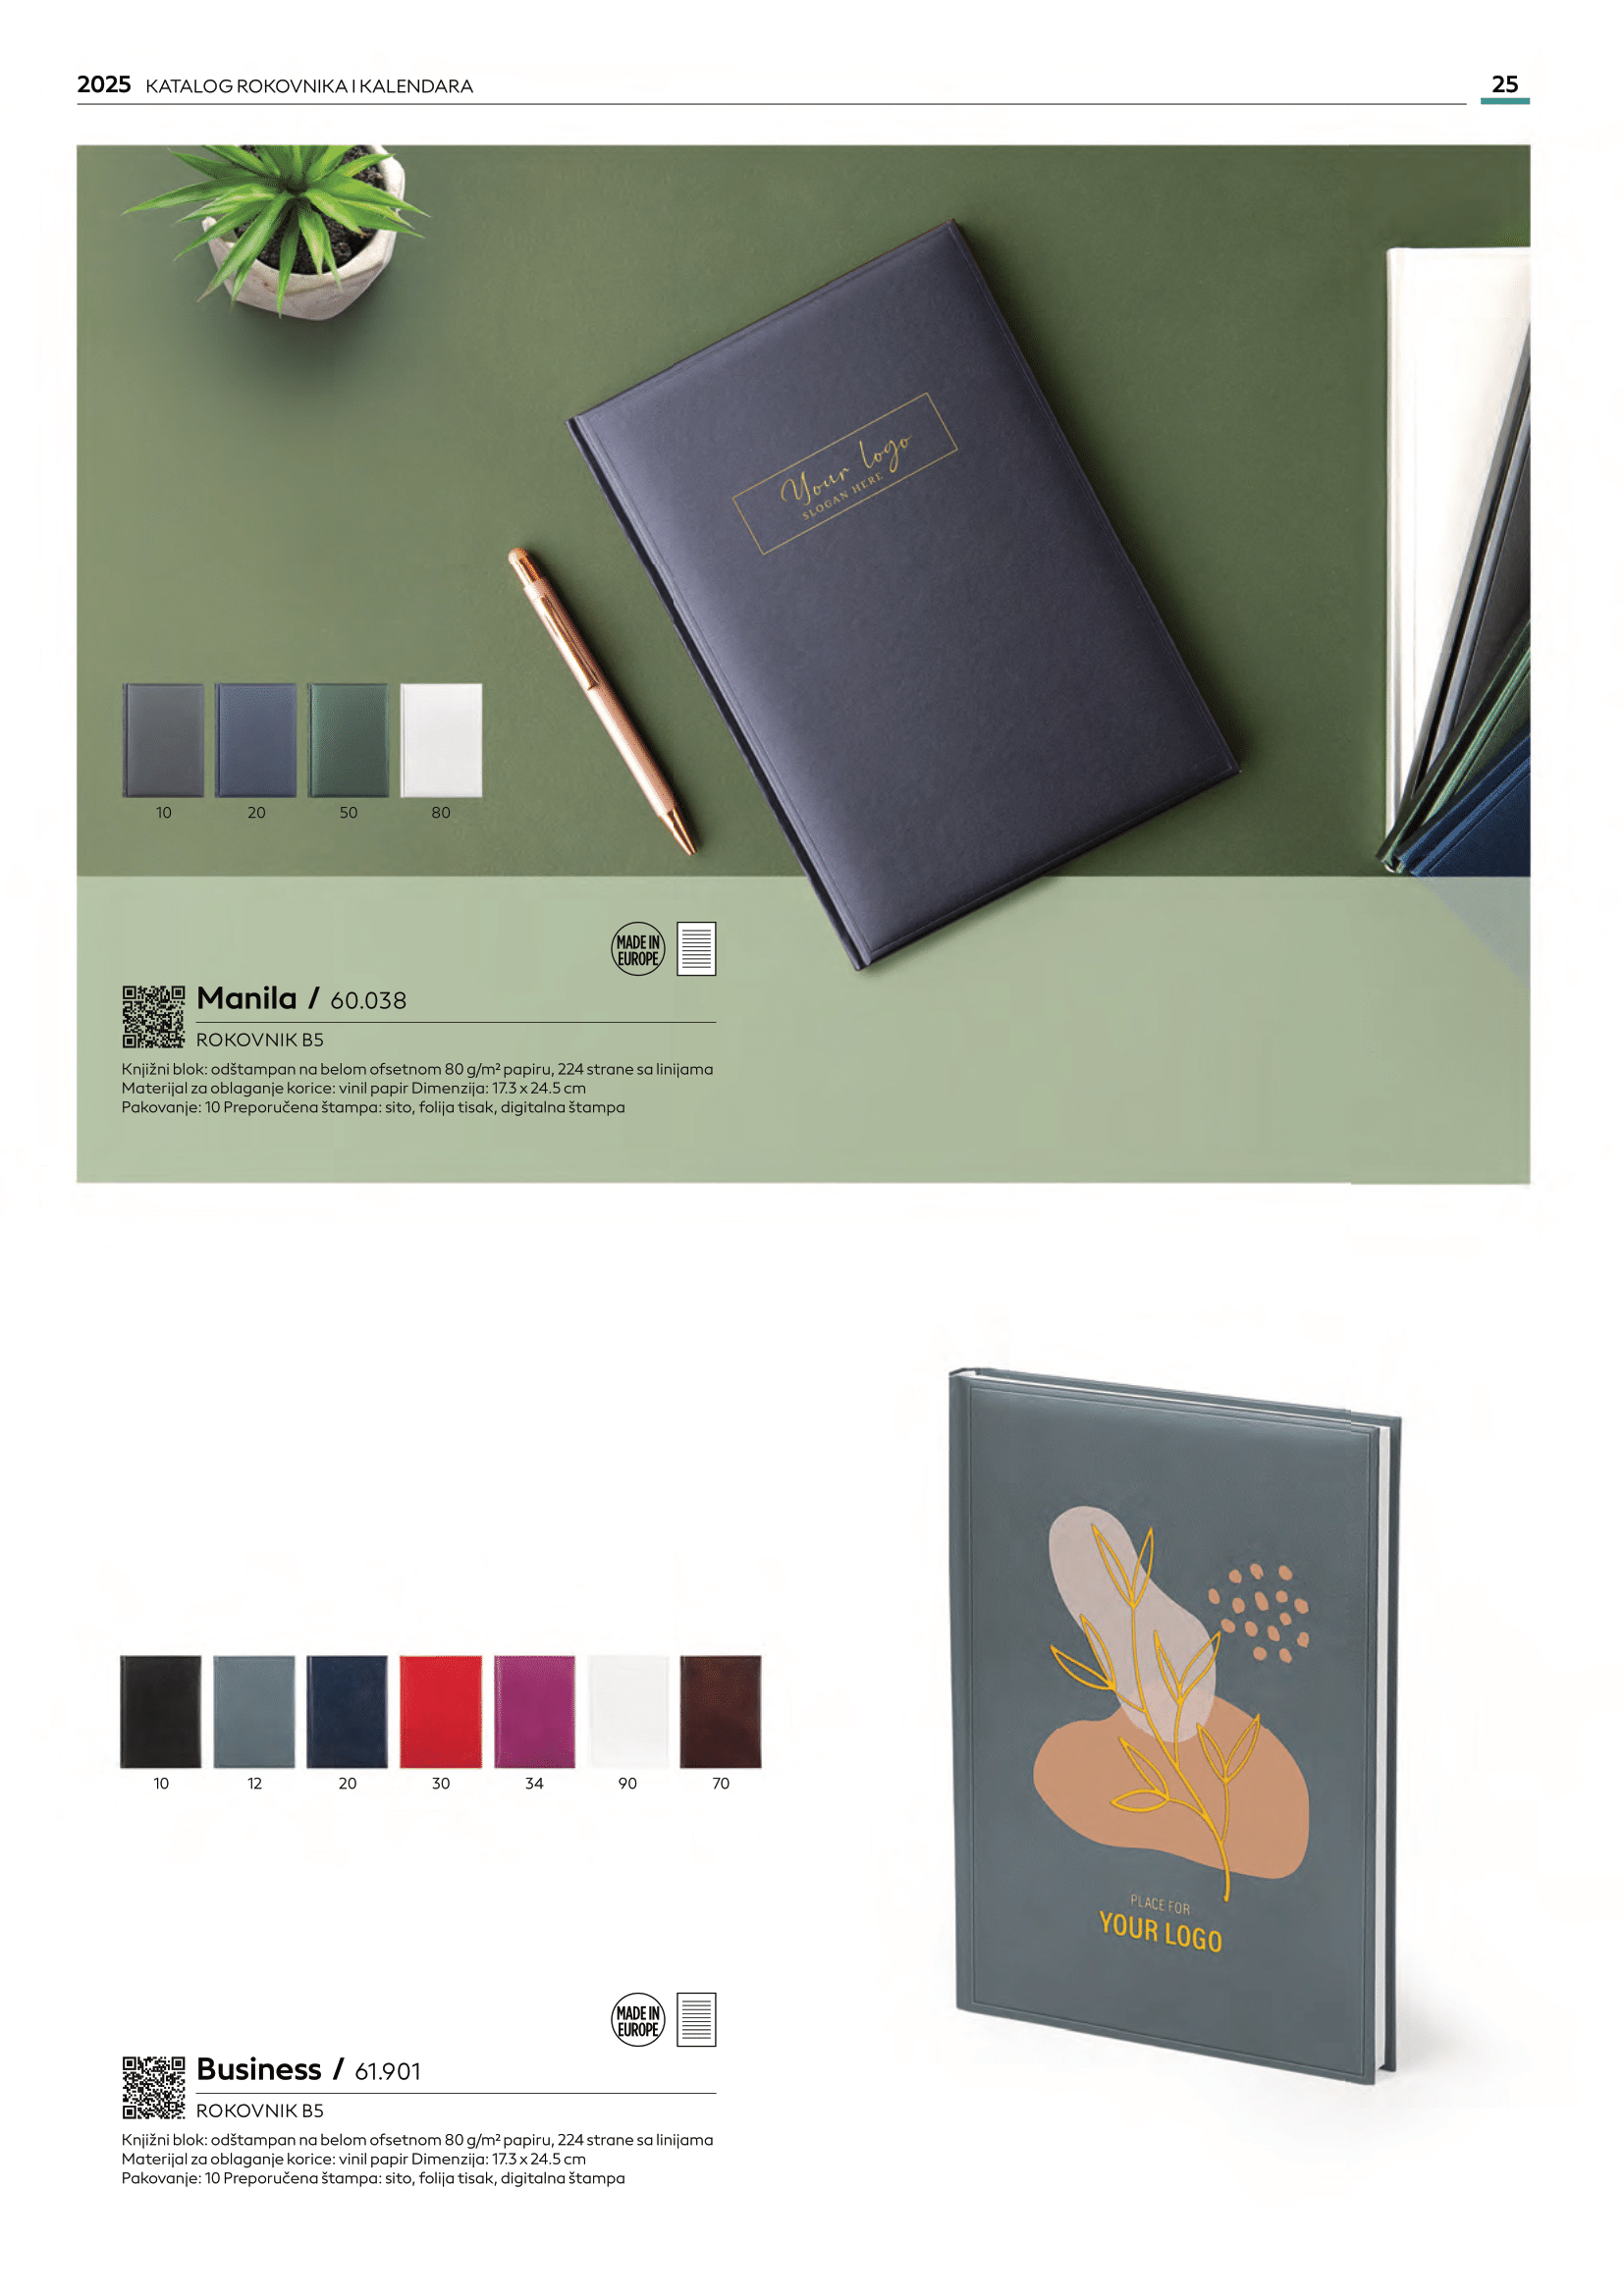 2025 KATALOG ROKOVNIKA I KALENDARA
25
Your logo
SLOGAN HERE
10
20
50
80
MADE IN
EUROPE
Manila / 60.038
ROKOVNIK B5
Knjižni blok: odštampan na belom ofsetnom 80 g/m² papiru, 224 strane sa linijama
Materijal za oblaganje korice: vinil papir Dimenzija: 17.3 x 24.5 cm
Pakovanje: 10 Preporučena štampa: sito, folija tisak, digitalna štampa
10
12
20
30
34
90
70
PLACE FOR
YOUR LOGO
MADE IN
EUROPE
Business / 61.901
ROKOVNIK B5
Knjižni blok: odštampan na belom ofsetnom 80 g/m² papiru, 224 strane sa linijama
Materijal za oblaganje korice: vinil papir Dimenzija: 17.3 x 24.5 cm
Pakovanje: 10 Preporučena štampa: sito, folija tisak, digitalna štampa